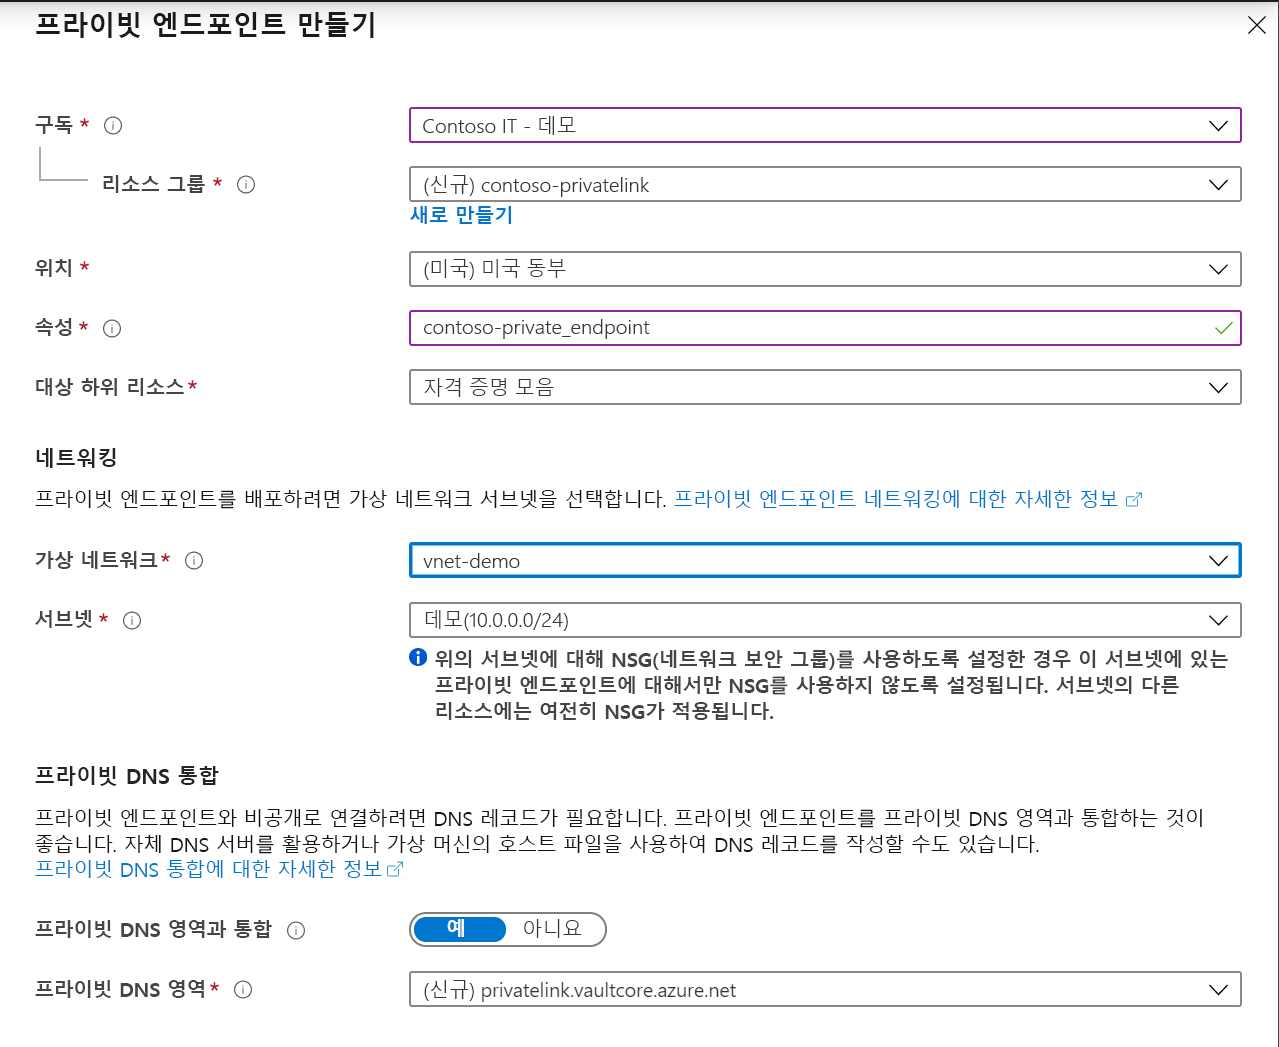 프라이빗 엔드포인트 만들기
구독 *
Contoso IT - 데모
리소스 그룹 *
(신규) contoso-privatelink
새로 만들기
위치 *
(미국) 미국 동부
속성 *
contoso-private_endpoint
대상 하위 리소스 *
자격 증명 모음
네트워킹
프라이빗 엔드포인트를 배포하려면 가상 네트워크 서브넷을 선택합니다. 프라이빗 엔드포인트 네트워킹에 대한 자세한 정보
가상 네트워크 *
vnet-demo
서브넷 *
데모(10.0.0.0/24)
위의 서브넷에 대해 NSG(네트워크 보안 그룹)를 사용하도록 설정한 경우 이 서브넷에 있는
프라이빗 엔드포인트에 대해서만 NSG를 사용하지 않도록 설정됩니다. 서브넷의 다른
리소스에는 여전히 NSG가 적용됩니다.
프라이빗 DNS 통합
프라이빗 엔드포인트와 비공개로 연결하려면 DNS 레코드가 필요합니다. 프라이빗 엔드포인트를 프라이빗 DNS 영역과 통합하는 것이
좋습니다. 자체 DNS 서버를 활용하거나 가상 머신의 호스트 파일을 사용하여 DNS 레코드를 작성할 수도 있습니다.
프라이빗 DNS 통합에 대한 자세한 정보
프라이빗 DNS 영역과 통합
예 아니요
프라이빗 DNS 영역 *
(신규) privatelink.vaultcore.azure.net